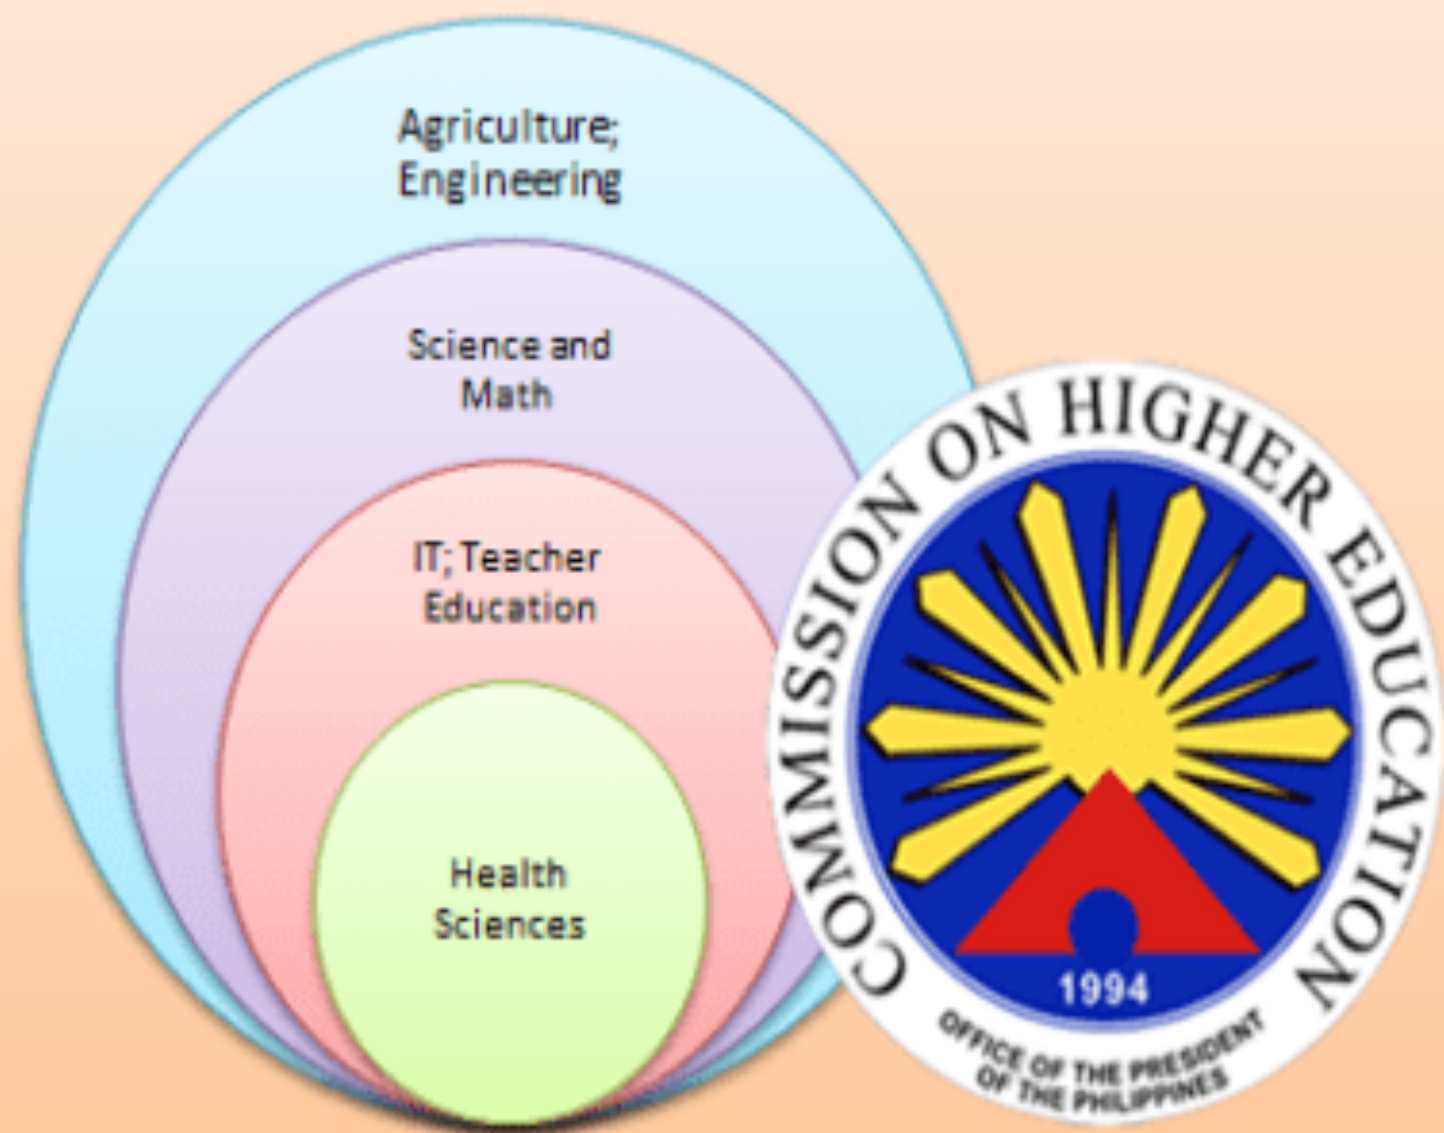 Agriculture;
Engineering
Science and
Math
IT; Teacher
Education
Health
Sciences
COMMISSION ON HIGHER EDUCATION
1994
OFFICE OF THE PRESIDENT
OF THE PHILIPPINES